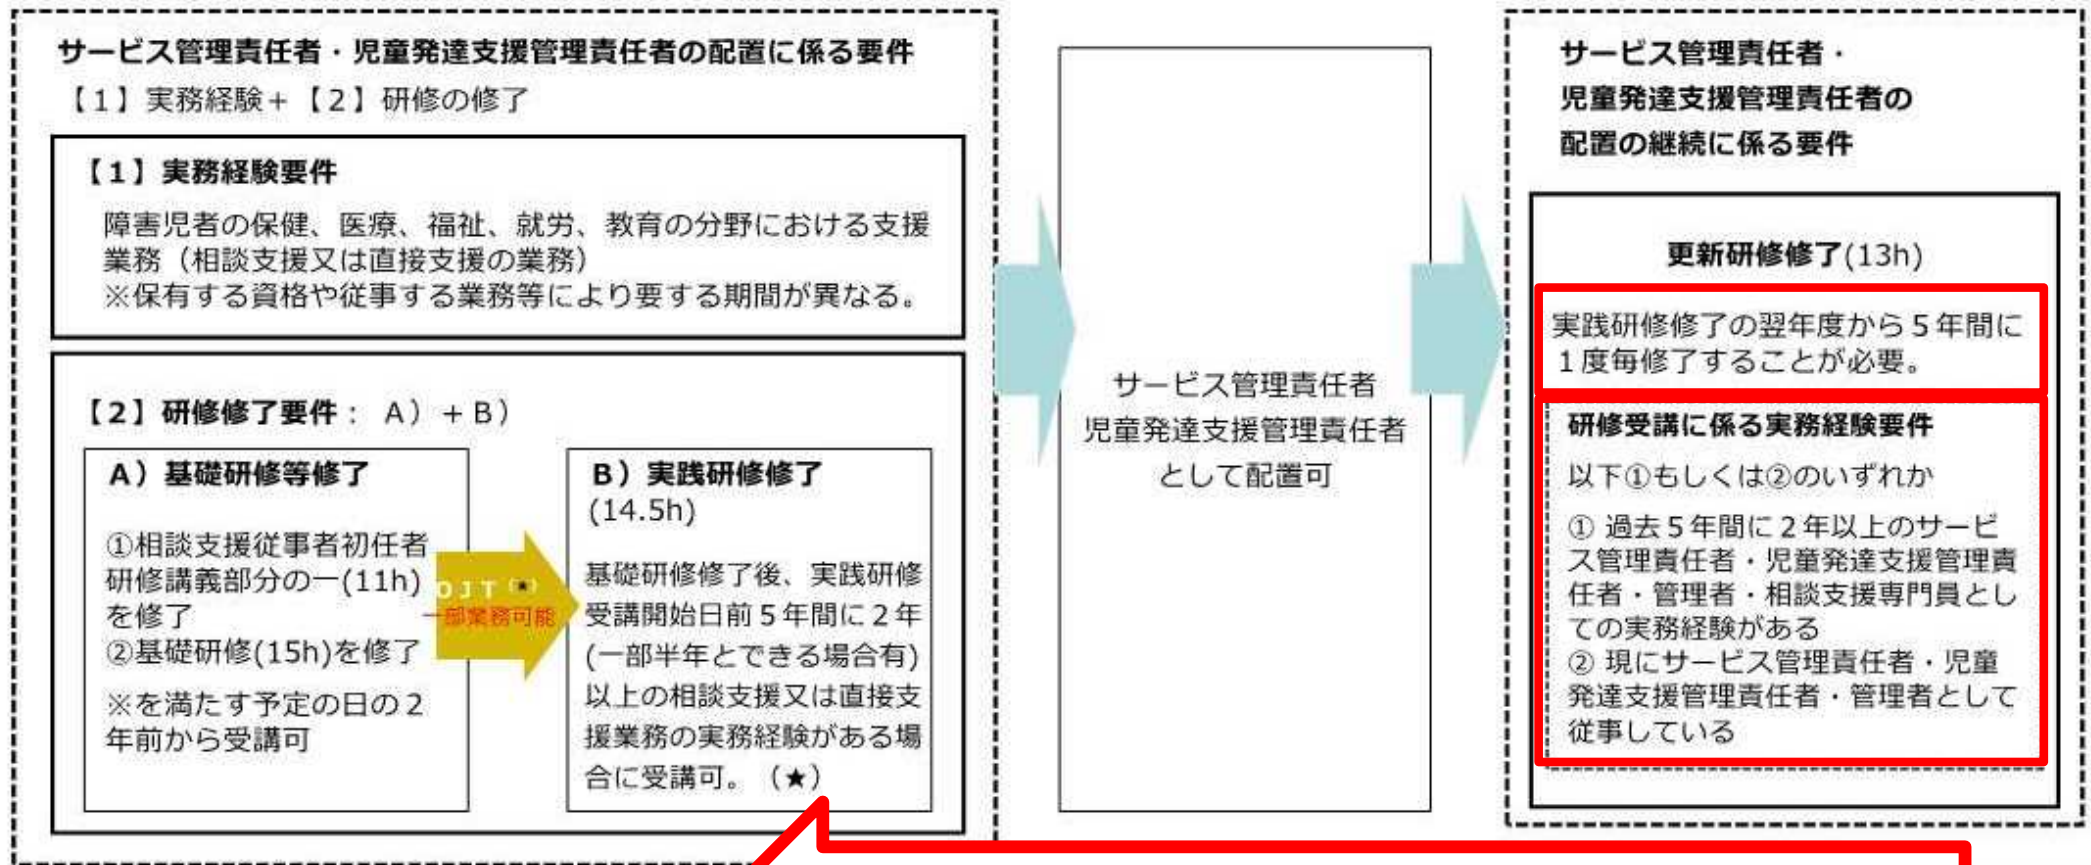 サービス管理責任者・児童発達支援管理責任者の配置に係る要件
【1】実務経験＋【2】研修の修了
【1】実務経験要件
障害児者の保健、医療、福祉、就労、教育の分野における支援
業務（相談支援又は直接支援の業務）
※保有する資格や従事する業務等により要する期間が異なる。
【2】研修修了要件： A）＋B）
A）基礎研修等修了
①相談支援従事者初任者
研修講義部分の一(11h)
を修了
②基礎研修(15h)を修了
※を満たす予定の日の２
年前から受講可
OJT（★）
一部業務可能
B）実践研修修了
(14.5h)
基礎研修修了後、実践研修
受講開始日前５年間に２年
(一部半年とできる場合有)
以上の相談支援又は直接支
援業務の実務経験がある場
合に受講可。（★）
サービス管理責任者
児童発達支援管理責任者
として配置可
サービス管理責任者・
児童発達支援管理責任者の
配置の継続に係る要件
更新研修修了(13h)
実践研修修了の翌年度から５年間に
１度毎修了することが必要。
研修受講に係る実務経験要件
以下①もしくは②のいずれか
① 過去５年間に２年以上のサービ
ス管理責任者・児童発達支援管理責
任者・管理者・相談支援専門員とし
ての実務経験がある
② 現にサービス管理責任者・児童
発達支援管理責任者・管理者として
従事している